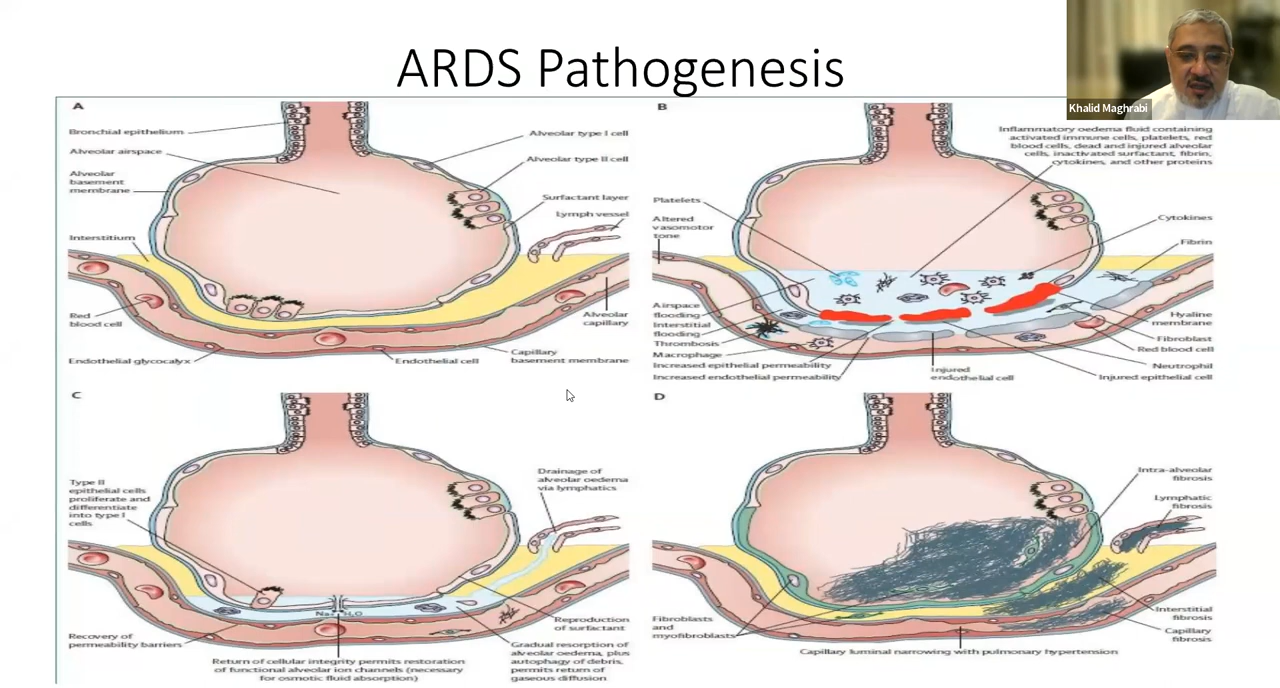 ARDS Pathogenesis
Khalid Maghrabi
A
Bronchial epithelium
Alveolar airspace
Alveolar
basement
membrane
Interstitium
Red
blood cell
Endothelial glycocalyx
Alveolar type I cell
Alveolar type II cell
Surfactant layer
Lymph vessel
Alveolar
capillary
Capillary
basement membrane
Endothelial cell
B
Inflammatory oedema fluid containing
activated immune cells, platelets, red
blood cells, dead and injured alveolar
cells, inactivated surfactant, fibrin,
cytokines, and other proteins
Platelets
Altered
vasomotor
tone
Airspace
flooding
Interstitial
flooding
Thrombosis
Macrophage
Increased epithelial permeability
Increased endothelial permeability
Cytokines
Fibrin
Hyaline
membrane
Fibroblast
Red blood cell
Neutrophil
Injured epithelial cell
Injured
endothelial cell
C
Type II
epithelial cells
proliferate and
differentiate
into type I
cells
Drainage of
alveolar oedema
via lymphatics
Na+ H₂O
Recovery of
permeability barriers
Return of cellular integrity permits restoration
of functional alveolar ion channels (necessary
for osmotic fluid absorption)
Reproduction
of surfactant
Gradual resorption of
alveolar oedema, plus
autophagy of debris,
permits return of
gaseous diffusion
D
Intra-alveolar
fibrosis
Lymphatic
fibrosis
Fibroblasts
and
myofibroblasts
Interstitial
fibrosis
Capillary
fibrosis
Capillary luminal narrowing with pulmonary hypertension